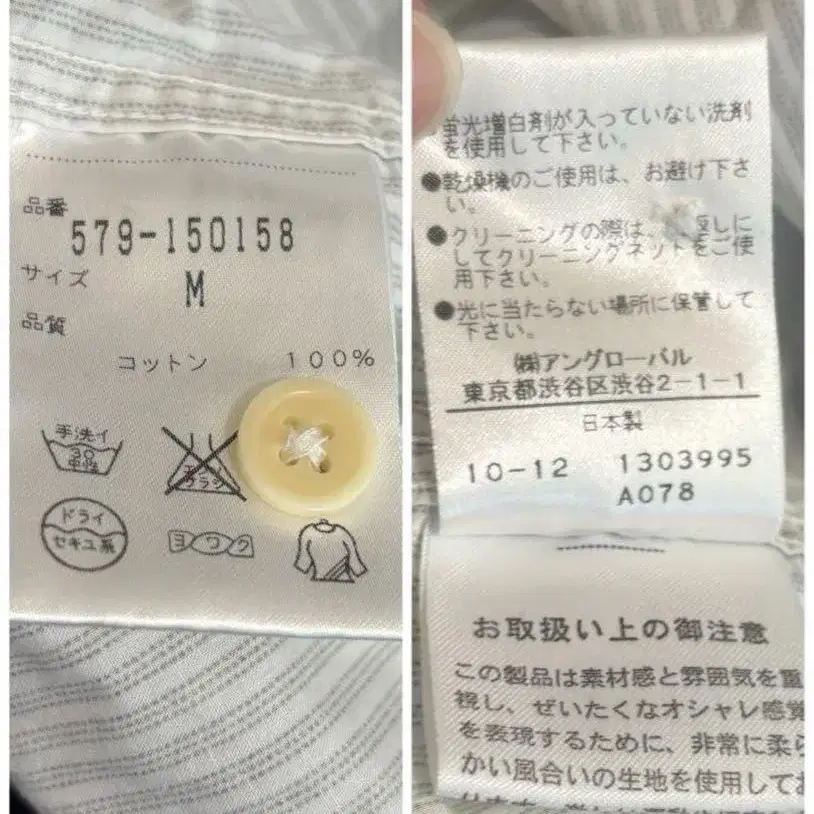 品番
579-150158
サイズ
M
品質
コットン 100%
手洗イ
30
中性
ドライ
セキユ系
ヨワク
蛍光増白剤が入っていない洗剤
を使用して下さい。
●乾燥機のご使用は、お避け下さ
い。
●クリーニングの際は、返しに
してクリーニングネットをご使
用下さい。
●光に当たらない場所に保管して
下さい。
㈱アングローバル
東京都渋谷区渋谷2-1-1
日本製
10-12 1303995
A078
お取扱い上の御注意
この製品は素材感と雰囲気を重
視し、ぜいたくなオシャレ感覚
を表現するために、非常に柔ら
かい風合いの生地を使用してお